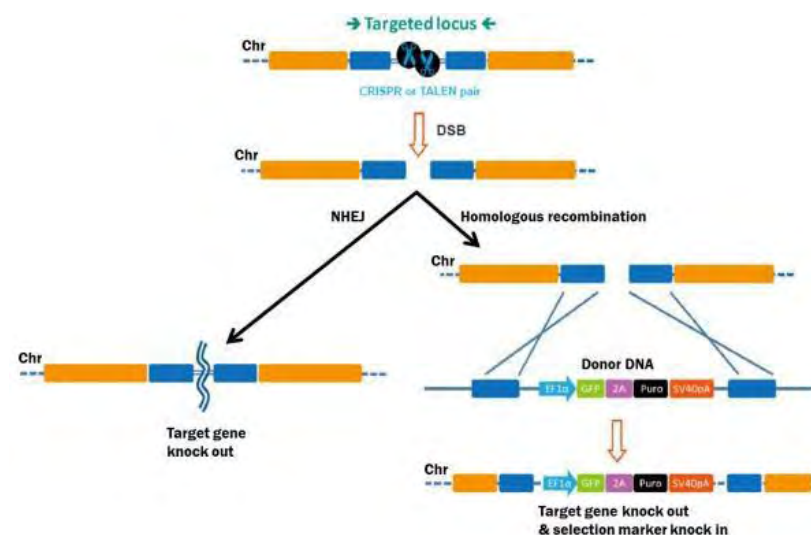 Targeted locus
Chr
CRISPR or TALEN pair
DSB
Chr
NHEJ
Homologous recombination
Chr
Chr
Target gene
knock out
Donor DNA
EF1α GFP 2A Puro SV40pA
Chr
EF1α GFP 2A Puro SV40pA
Target gene knock out
& selection marker knock in